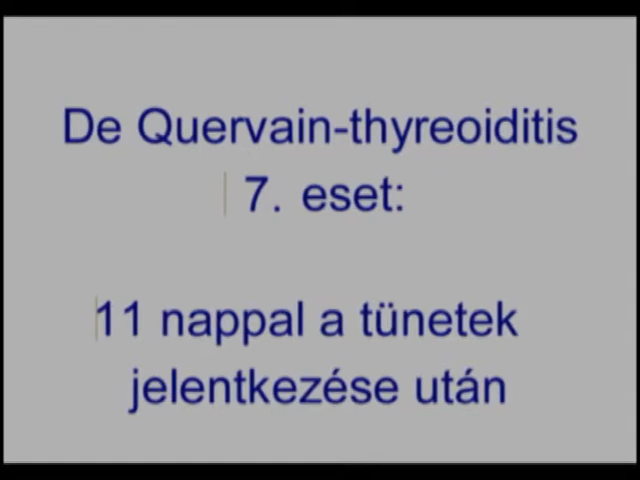 De Quervain-thyreoiditis
7. eset:
11 nappal a tünetek
jelentkezése után